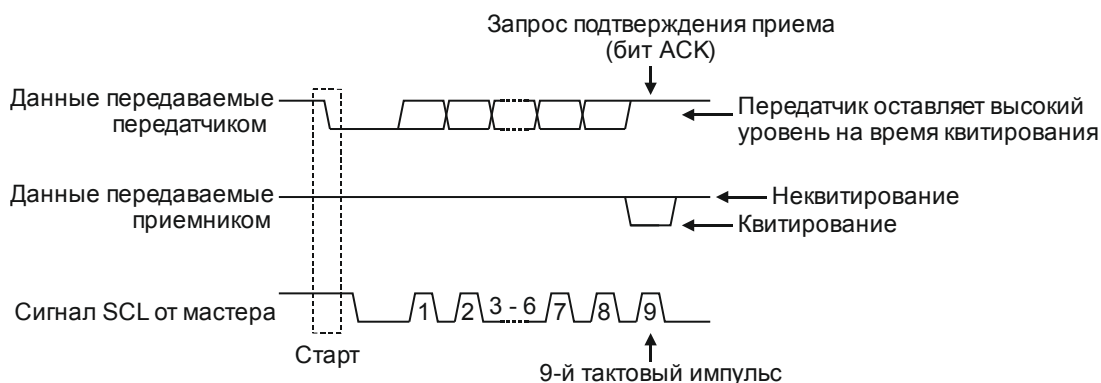 Запрос подтверждения приема
(бит ACK)
Данные передаваемые
передатчиком
Передатчик оставляет высокий
уровень на время квитирования
Данные передаваемые
приемником
Неквитирование
Квитирование
Сигнал SCL от мастера
1 2 3 - 6 7 8 9
Старт
9-й тактовый импульс